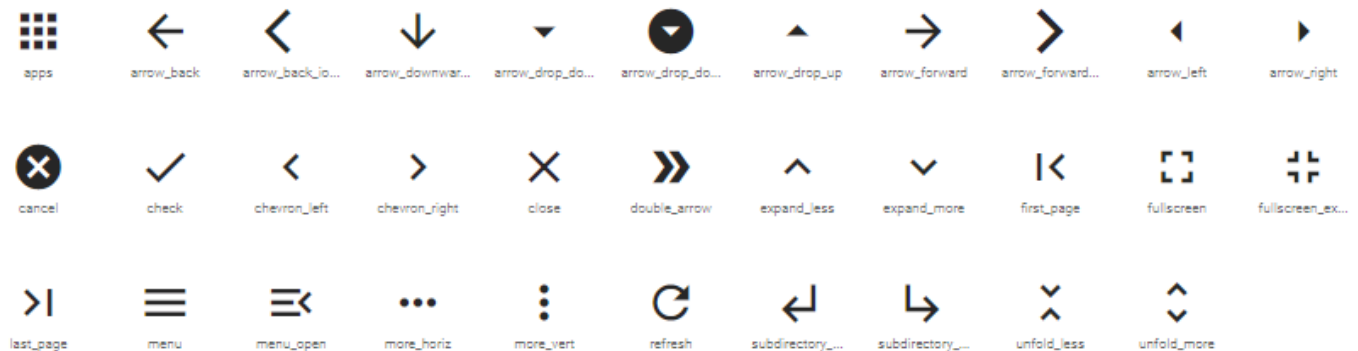 apps arrow_back arrow_back_io... arrow_downwar... arrow_drop_do... arrow_drop_do... arrow_drop_up arrow_forward arrow_forward... arrow_left arrow_right
cancel check chevron_left chevron_right close double_arrow expand_less expand_more first_page fullscreen fullscreen_ex...
last_page menu menu_open more_horiz more_vert refresh subdirectory_... subdirectory_... unfold_less unfold_more